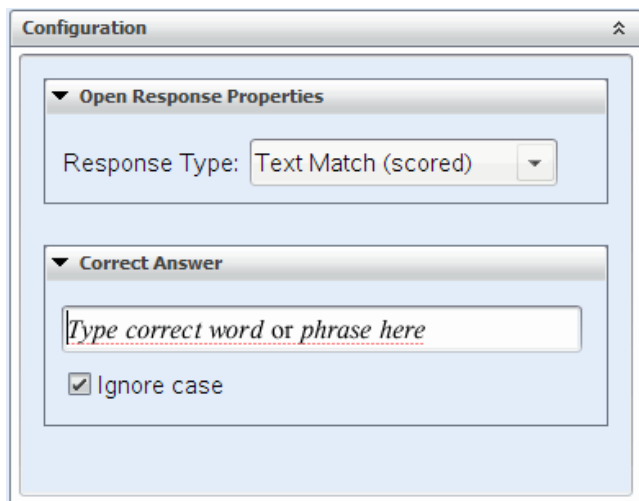 Configuration
Open Response Properties
Response Type: Text Match (scored)
Correct Answer
Type correct word or phrase here
Ignore case